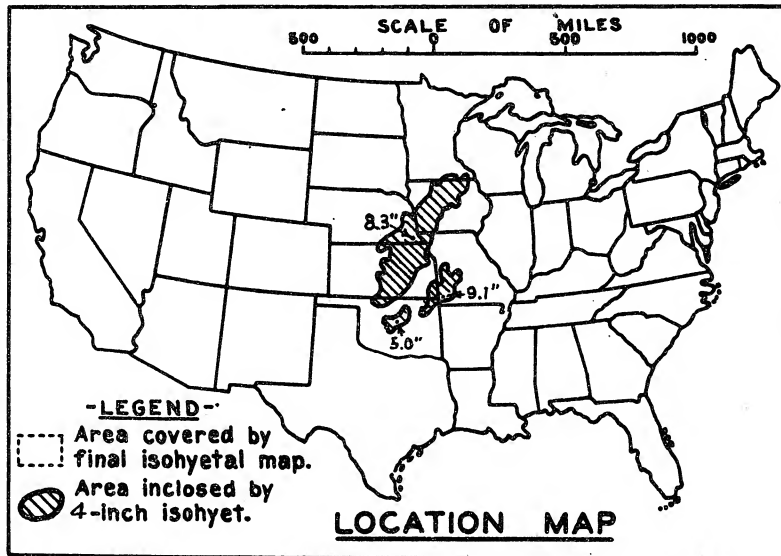 SCALE OF MILES
500 0 500 1000
8.3"
9.1"
5.0"
-LEGEND-
Area covered by
final isohyetal map.
Area inclosed by
4-inch isohyet.
LOCATION MAP